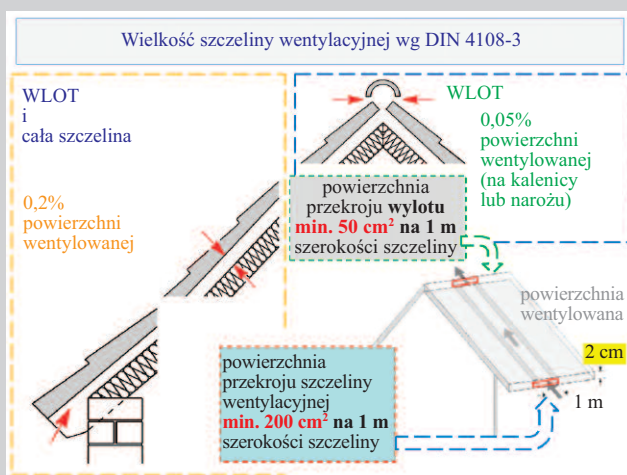 Wielkość szczeliny wentylacyjnej wg DIN 4108-3
WLOT
i
cała szczelina
0,2%
powierzchni
wentylowanej
WLOT
0,05%
powierzchni
wentylowanej
(na kalenicy
lub narożu)
powierzchnia
przekroju wylotu
min. 50 cm² na 1 m
szerokości szczeliny
powierzchnia
wentylowana
2 cm
1 m
powierzchnia
przekroju szczeliny
wentylacyjnej
min. 200 cm² na 1 m
szerokości szczeliny